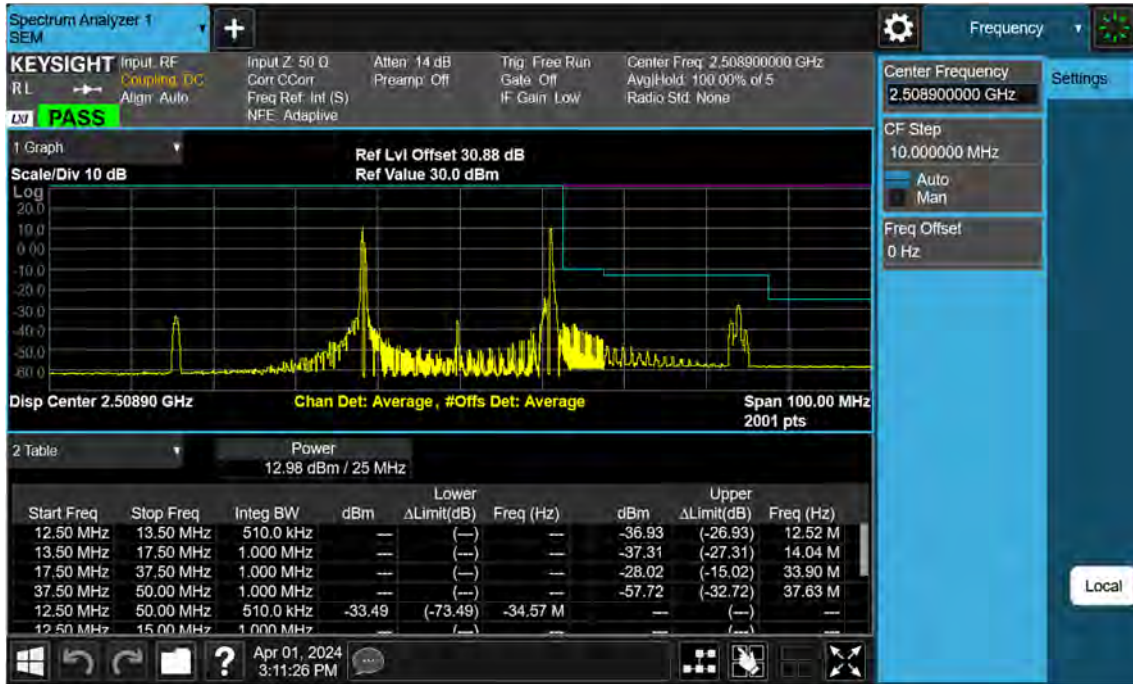 Spectrum Analyzer 1
SEM
+
Frequency
KEYSIGHT
RL
LXI PASS
Input: RF
Coupling: DC
Align: Auto
Input Z: 50 Ω
Corr CCorr
Freq Ref: Int (S)
NFE: Adaptive
Atten: 14 dB
Preamp: Off
Trig: Free Run
Gate: Off
IF Gain: Low
Center Freq: 2.508900000 GHz
Avg|Hold: 100.00% of 5
Radio Std: None
Center Frequency
2.508900000 GHz
Settings
CF Step
10.000000 MHz
Auto
Man
Freq Offset
0 Hz
Local
1 Graph
Scale/Div 10 dB
Ref Lvl Offset 30.88 dB
Ref Value 30.0 dBm
Log
20.0
10.0
0.00
-10.0
-20.0
-30.0
-40.0
-50.0
-60.0
Disp Center 2.50890 GHz
Chan Det: Average, #Offs Det: Average
Span 100.00 MHz
2001 pts
2 Table
Power
12.98 dBm / 25 MHz
Lower Upper
Start Freq Stop Freq Integ BW dBm ΔLimit(dB) Freq (Hz) dBm ΔLimit(dB) Freq (Hz)
12.50 MHz 13.50 MHz 510.0 kHz --- (---) --- -36.93 (-26.93) 12.52 M
13.50 MHz 17.50 MHz 1.000 MHz --- (---) --- -37.31 (-27.31) 14.04 M
17.50 MHz 37.50 MHz 1.000 MHz --- (---) --- -28.02 (-15.02) 33.90 M
37.50 MHz 50.00 MHz 1.000 MHz --- (---) --- -57.72 (-32.72) 37.63 M
12.50 MHz 50.00 MHz 510.0 kHz -33.49 (-73.49) -34.57 M --- (---) ---
12.50 MHz 15.00 MHz 1.000 MHz --- (---) --- --- (---) ---
?
Apr 01, 2024
3:11:26 PM